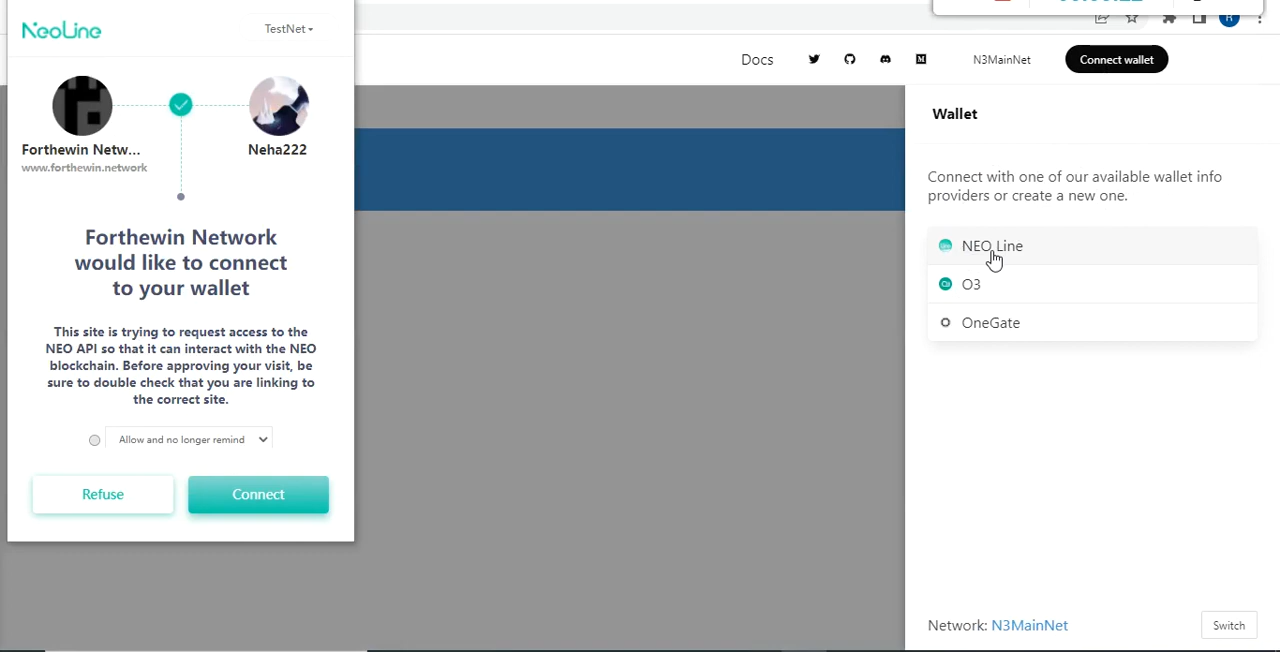 NeoLine
TestNet
Forthewin Netw...
www.forthewin.network
Neha222
Forthewin Network
would like to connect
to your wallet
This site is trying to request access to the
NEO API so that it can interact with the NEO
blockchain. Before approving your visit, be
sure to double check that you are linking to
the correct site.
Allow and no longer remind
Refuse
Connect
Docs
N3MainNet
Connect wallet
Wallet
Connect with one of our available wallet info
providers or create a new one.
NEO Line
O3
OneGate
Network: N3MainNet
Switch